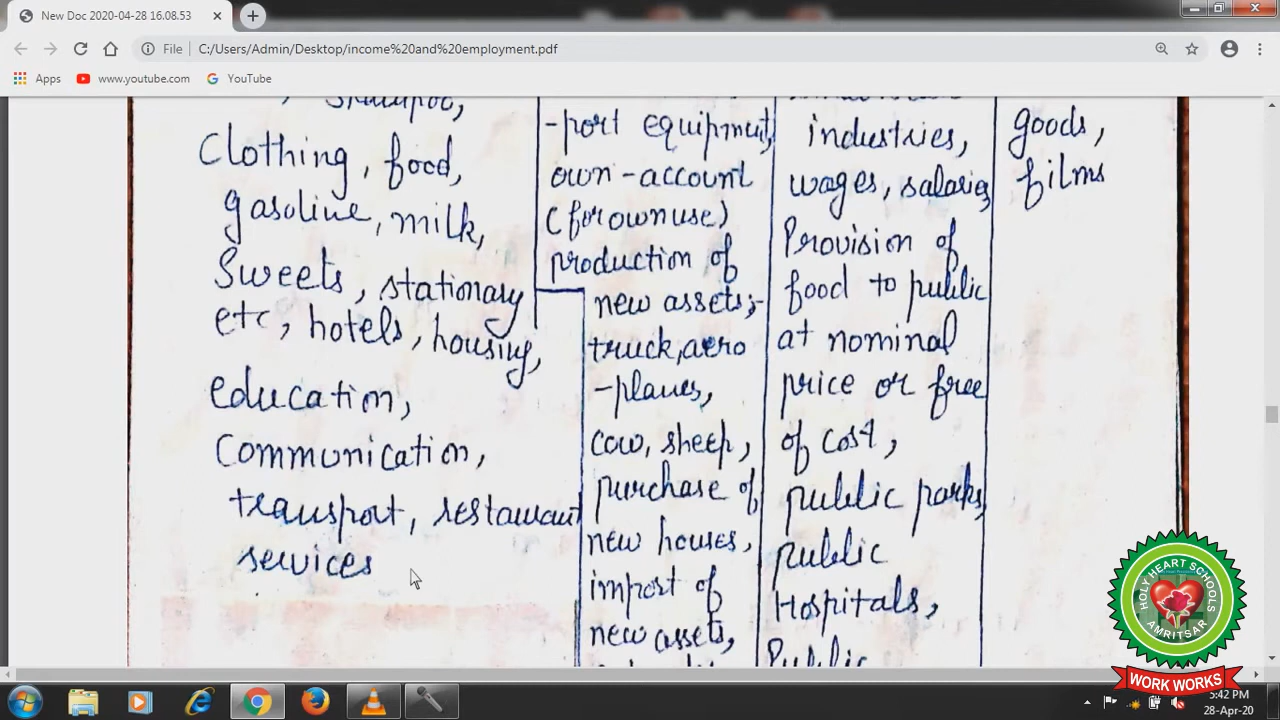 New Doc 2020-04-28 16.08.53
File
C:/Users/Admin/Desktop/income%20and%20employment.pdf
Apps
www.youtube.com
YouTube
Clothing, food,
gasoline, milk,
Sweets, stationary
etc, hotels, housing,
education,
Communication,
transport, restaurant
services
-port equipment,
own-account
(for own use)
production of
new assets;-
truck, aero
-planes,
cow, sheep,
purchase of
new houses,
import of
new assets,
industries,
wages, salaries,
Provision of
food to public
at nominal
price or free
of cost,
public parks,
public
Hospitals,
Public
goods,
films
HOLY HEART SCHOOLS
AMRITSAR
WORK WORKS
5:42 PM
28-Apr-20